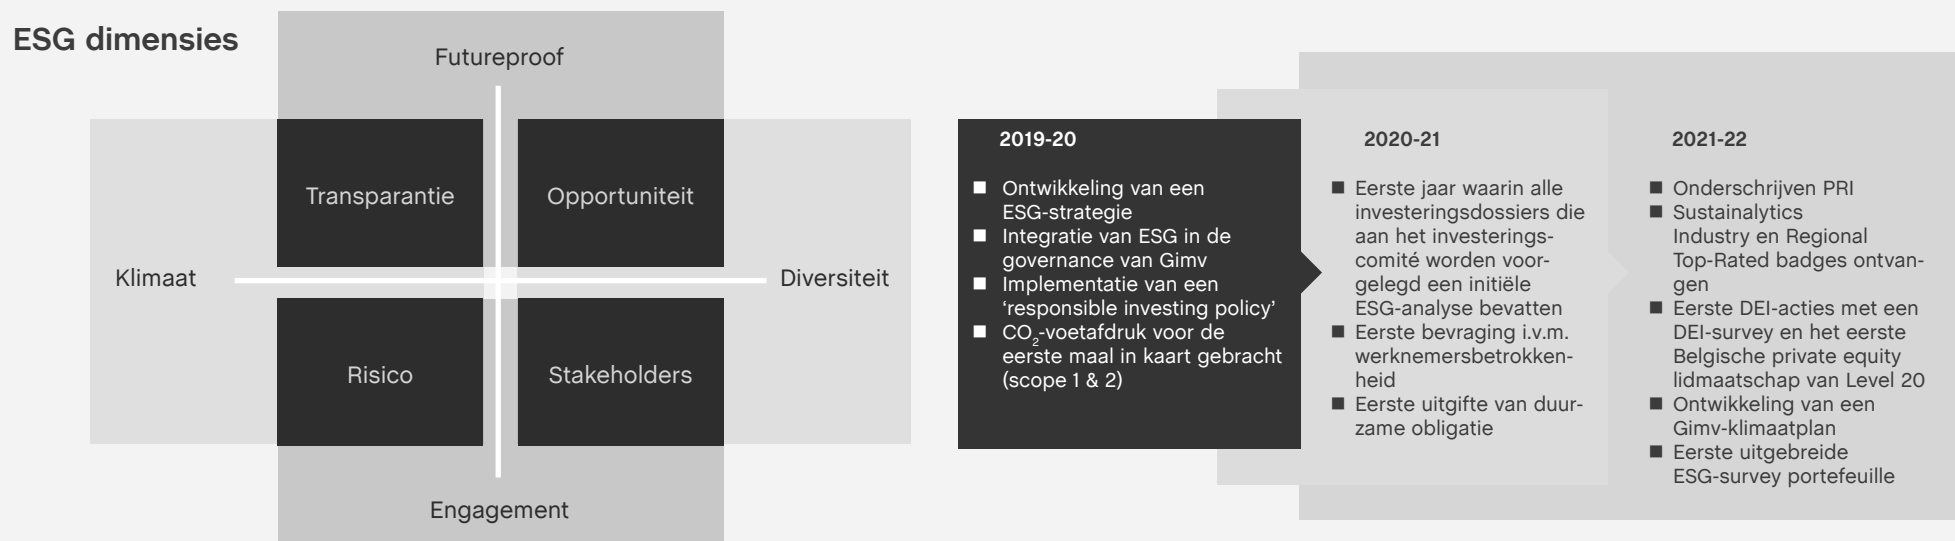 ESG dimensies
Futureproof
Transparantie
Opportuniteit
Klimaat
Diversiteit
Risico
Stakeholders
Engagement
2019-20
■ Ontwikkeling van een
ESG-strategie
■ Integratie van ESG in de
governance van Gimv
■ Implementatie van een
‘responsible investing policy’
■ CO₂-voetafdruk voor de
eerste maal in kaart gebracht
(scope 1 & 2)
2020-21
■ Eerste jaar waarin alle
investeringsdossiers die
aan het investerings-
comité worden voor-
gelegd een initiële
ESG-analyse bevatten
■ Eerste bevraging i.v.m.
werknemersbetrokken-
heid
■ Eerste uitgifte van duur-
zame obligatie
2021-22
■ Onderschrijven PRI
■ Sustainalytics
Industry en Regional
Top-Rated badges ontvan-
gen
■ Eerste DEI-acties met een
DEI-survey en het eerste
Belgische private equity
lidmaatschap van Level 20
■ Ontwikkeling van een
Gimv-klimaatplan
■ Eerste uitgebreide
ESG-survey portefeuille